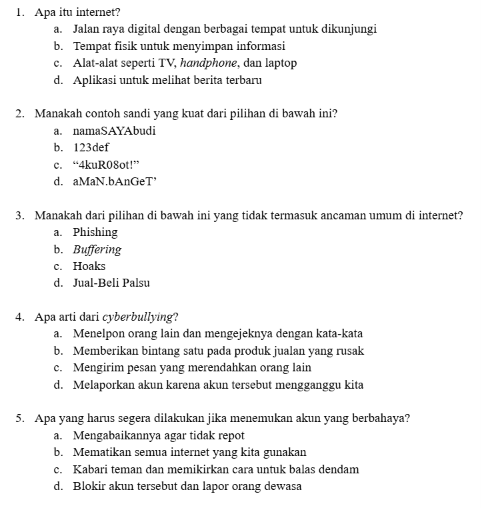 1. Apa itu internet?
a. Jalan raya digital dengan berbagai tempat untuk dikunjungi
b. Tempat fisik untuk menyimpan informasi
c. Alat-alat seperti TV, handphone, dan laptop
d. Aplikasi untuk melihat berita terbaru
2. Manakah contoh sandi yang kuat dari pilihan di bawah ini?
a. namaSAYAbudi
b. 123def
c. “4kuR08ot!”
d. aMaN.bAnGeT’
3. Manakah dari pilihan di bawah ini yang tidak termasuk ancaman umum di internet?
a. Phishing
b. Buffering
c. Hoaks
d. Jual-Beli Palsu
4. Apa arti dari cyberbullying?
a. Menelpon orang lain dan mengejeknya dengan kata-kata
b. Memberikan bintang satu pada produk jualan yang rusak
c. Mengirim pesan yang merendahkan orang lain
d. Melaporkan akun karena akun tersebut mengganggu kita
5. Apa yang harus segera dilakukan jika menemukan akun yang berbahaya?
a. Mengabaikannya agar tidak repot
b. Mematikan semua internet yang kita gunakan
c. Kabari teman dan memikirkan cara untuk balas dendam
d. Blokir akun tersebut dan lapor orang dewasa